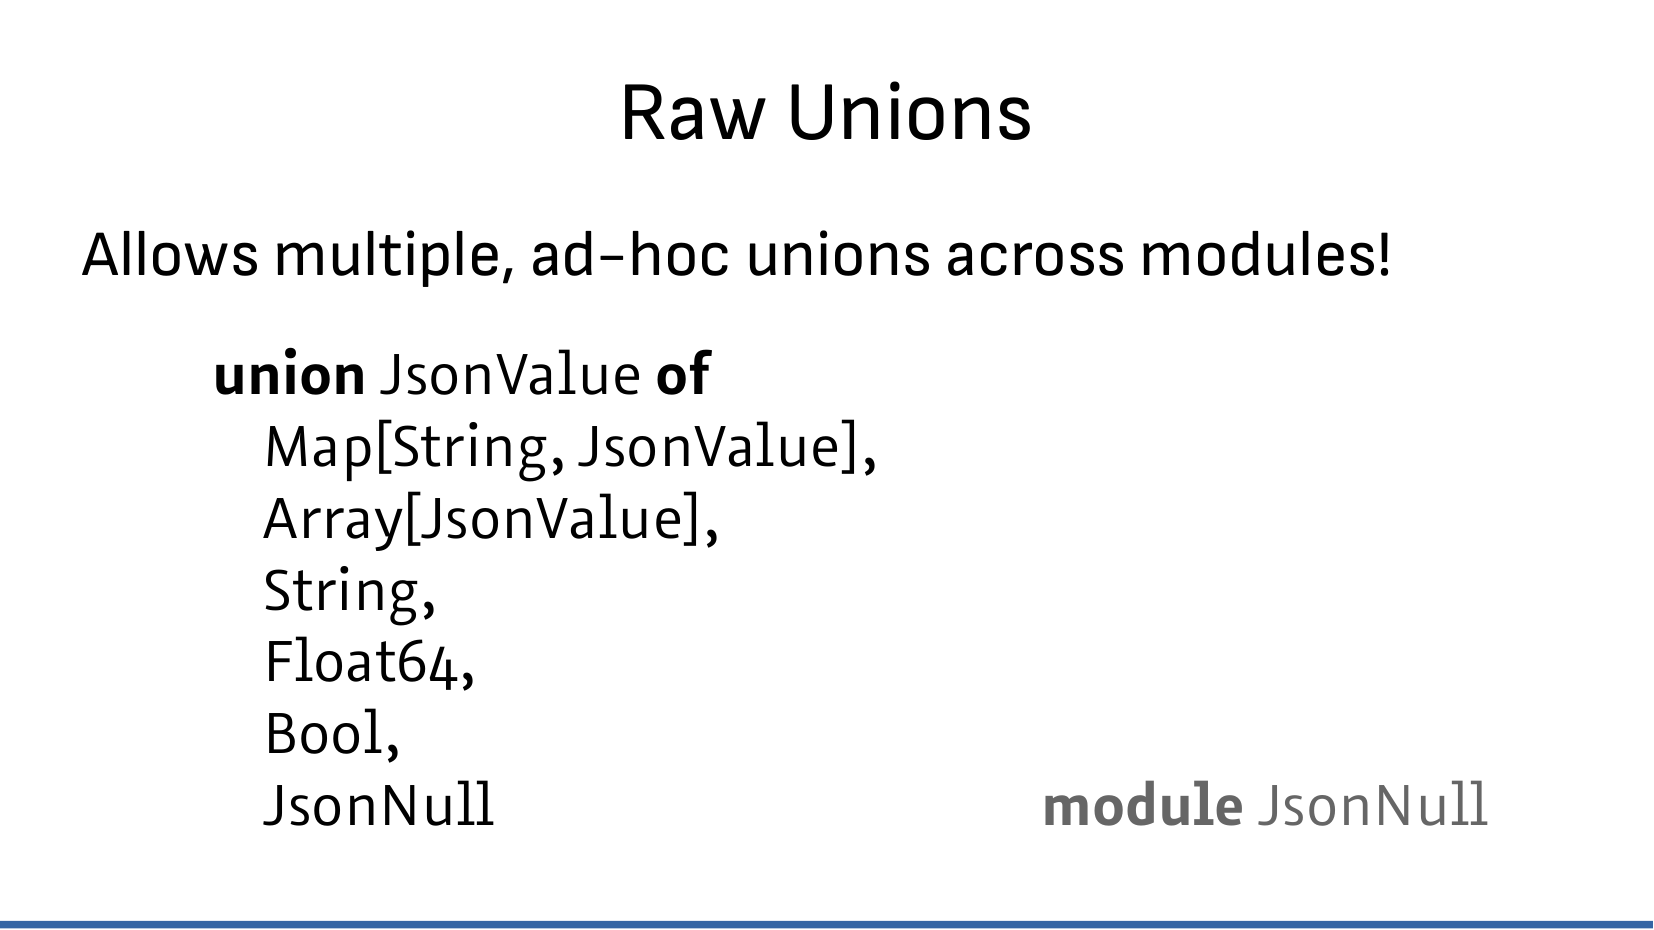 Raw Unions
Allows multiple, ad-hoc unions across modules!
union JsonValue of
Map[String, JsonValue],
Array[JsonValue],
String,
Float64,
Bool,
JsonNull
module JsonNull